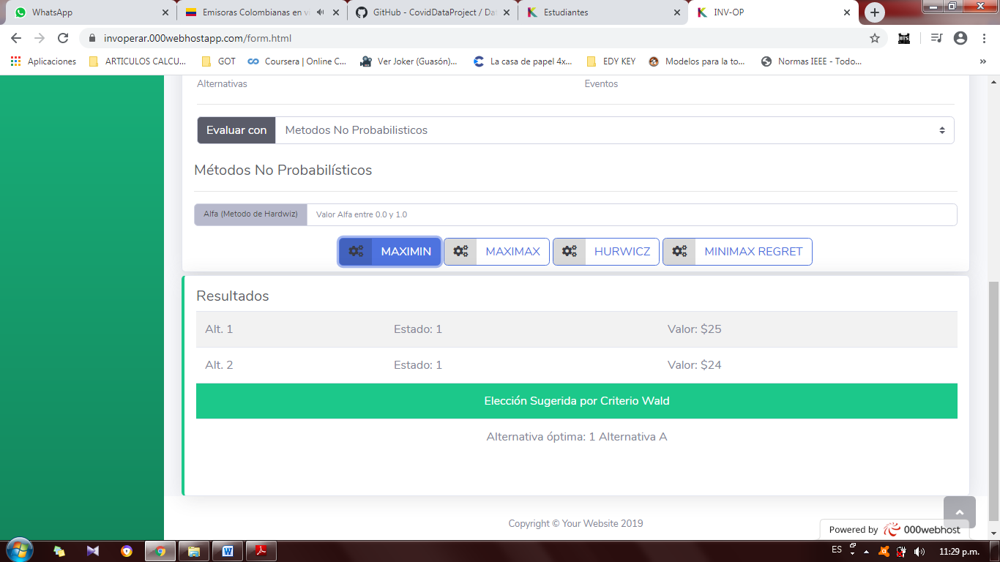 WhatsApp
Emisoras Colombianas en v
GitHub - CovidDataProject / Da
Estudiantes
INV-OP
invoperar.000webhostapp.com/form.html
BTS
Aplicaciones
ARTICULOS CALCU...
GOT
Coursera | Online C...
Ver Joker (Guasón)...
La casa de papel 4x...
EDY KEY
Modelos para la to...
Normas IEEE - Todo...
»
Alternativas
Eventos
Evaluar con
Metodos No Probabilisticos
Métodos No Probabilísticos
Alfa (Metodo de Hardwiz)
Valor Alfa entre 0.0 y 1.0
MAXIMIN
MAXIMAX
HURWICZ
MINIMAX REGRET
Resultados
Alt. 1 Estado: 1 Valor: $25
Alt. 2 Estado: 1 Valor: $24
Elección Sugerida por Criterio Wald
Alternativa óptima: 1 Alternativa A
Copyright © Your Website 2019
Powered by 000webhost
ES
11:29 p.m.